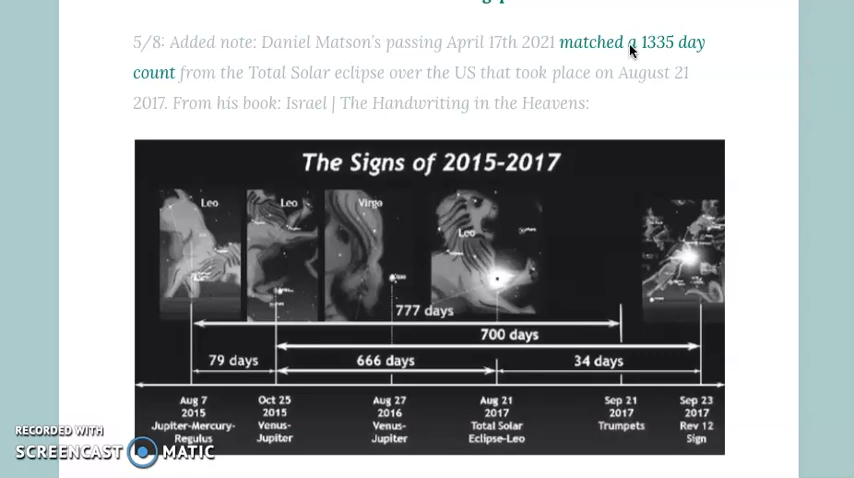 5/8: Added note: Daniel Matson's passing April 17th 2021 matched a 1335 day
count from the Total Solar eclipse over the US that took place on August 21
2017. From his book: Israel | The Handwriting in the Heavens:
The Signs of 2015-2017
Leo
Leo
Virgo
Leo
777 days
700 days
79 days
666 days
34 days
Aug 7
2015
Jupiter-Mercury-
Regulus
Oct 25
2015
Venus-
Jupiter
Aug 27
2016
Venus-
Jupiter
Aug 21
2017
Total Solar
Eclipse-Leo
Sep 21
2017
Trumpets
Sep 23
2017
Rev 12
Sign
RECORDED WITH
SCREENCAST MATIC